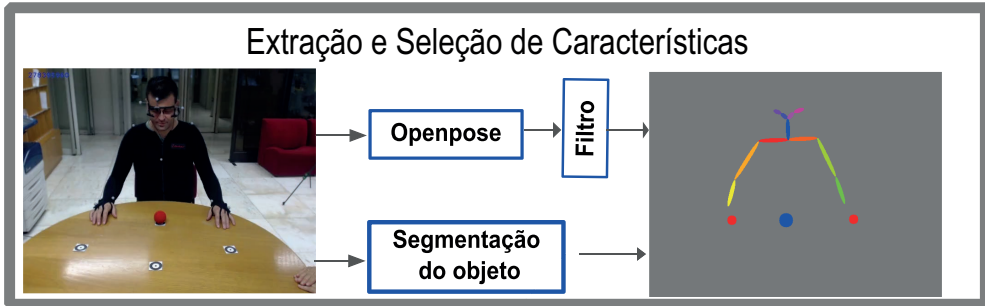 Extração e Seleção de Características
Openpose
Filtro
Segmentação
do objeto